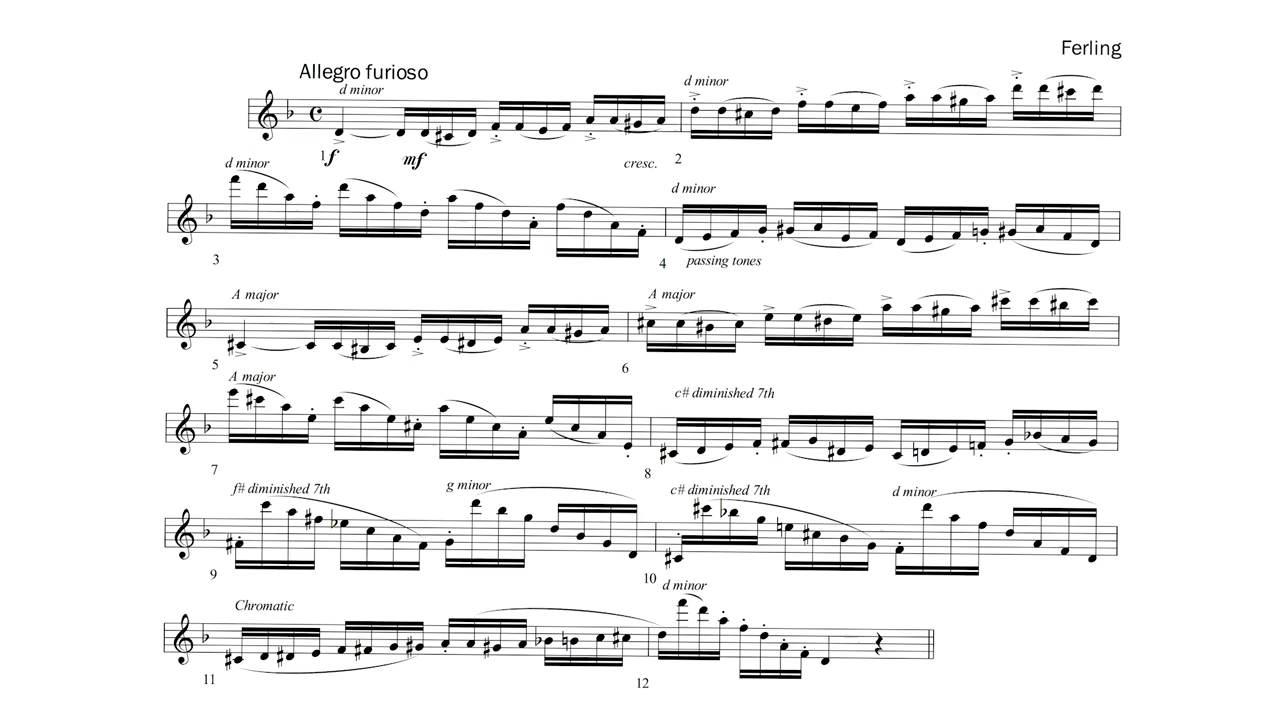 Ferling
Allegro furioso
d minor
d minor
1 f mf cresc. 2
d minor
d minor
3 4 passing tones
A major
A major
5 6
A major
c# diminished 7th
7 8
f# diminished 7th
g minor
c# diminished 7th
d minor
9 10
Chromatic
d minor
11 12